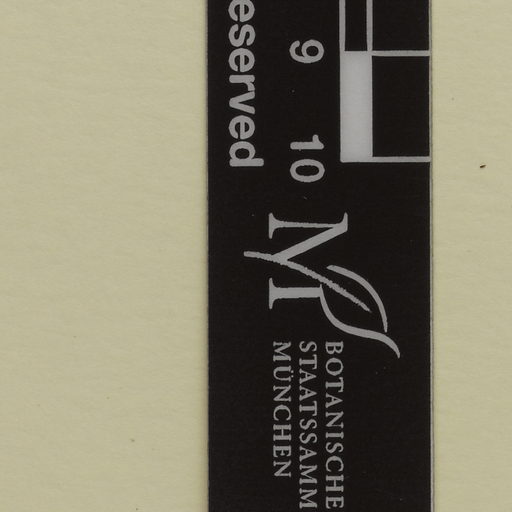 9
10
eserved
M
BOTANISCHE
STAATSSAMM
MÜNCHEN